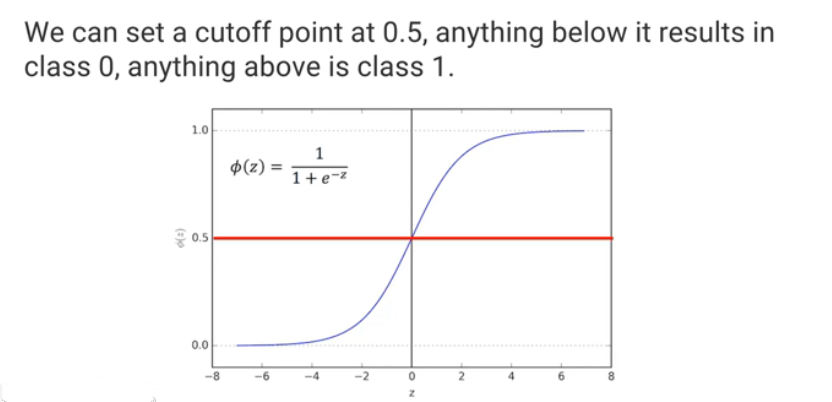 We can set a cutoff point at 0.5, anything below it results in
class 0, anything above is class 1.
1.0
ϕ(z) = 1 / 1 + e^−z
ϕ(z)
0.5
0.0
−8 −6 −4 −2 0 2 4 6 8
z